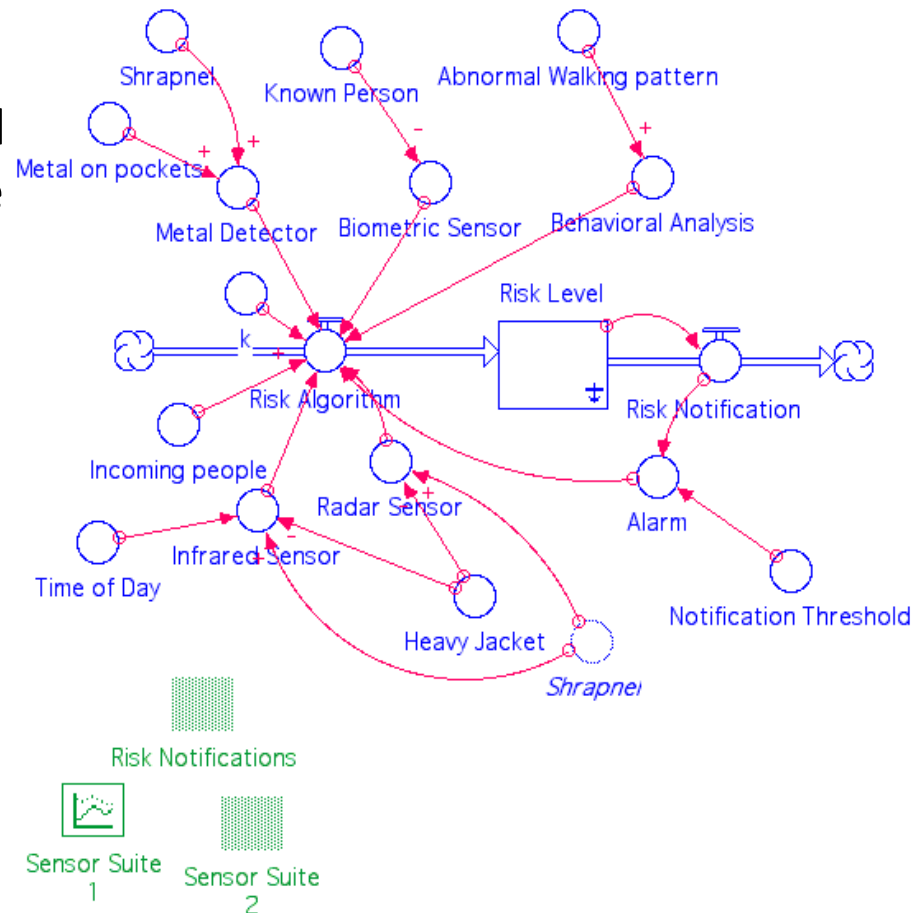 Shrapnel
Known Person
Abnormal Walking pattern
+
-
+
+
Metal on pockets
Metal Detector
Biometric Sensor
Behavioral Analysis
Risk Level
k
+
Risk Algorithm
Risk Notification
Incoming people
Radar Sensor
+
-
Alarm
Infrared Sensor
-
+
Time of Day
Heavy Jacket
Notification Threshold
Shrapnel
Risk Notifications
Sensor Suite
1
Sensor Suite
2